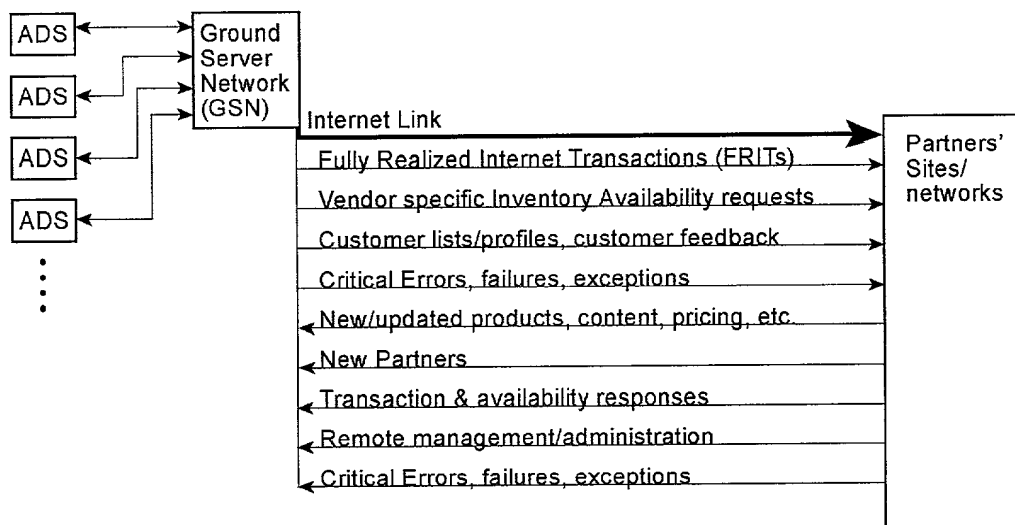 ADS
ADS
ADS
ADS
Ground
Server
Network
(GSN)
Internet Link
Fully Realized Internet Transactions (FRITs)
Vendor specific Inventory Availability requests
Customer lists/profiles, customer feedback
Critical Errors, failures, exceptions
New/updated products, content, pricing, etc.
New Partners
Transaction & availability responses
Remote management/administration
Critical Errors, failures, exceptions
Partners'
Sites/
networks